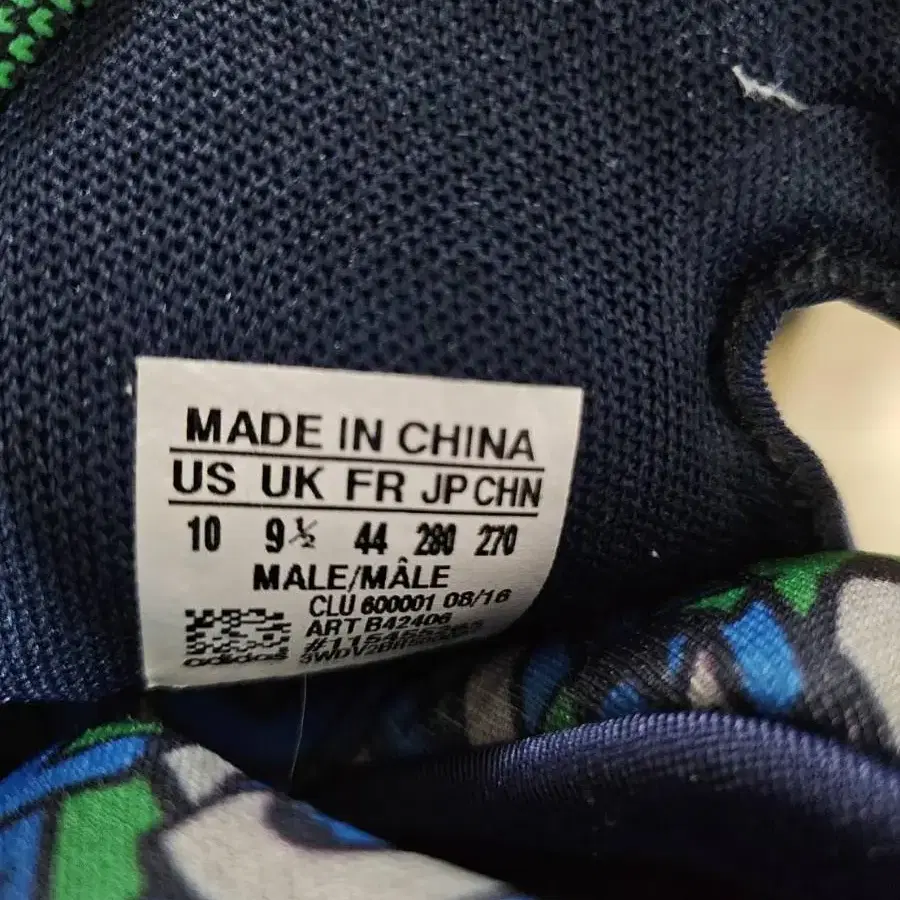 MADE IN CHINA
US UK FR JP CHN
10 9½ 44 280 270
MALE/MÂLE
CLU 600001 08/16
ART B42406
adidas